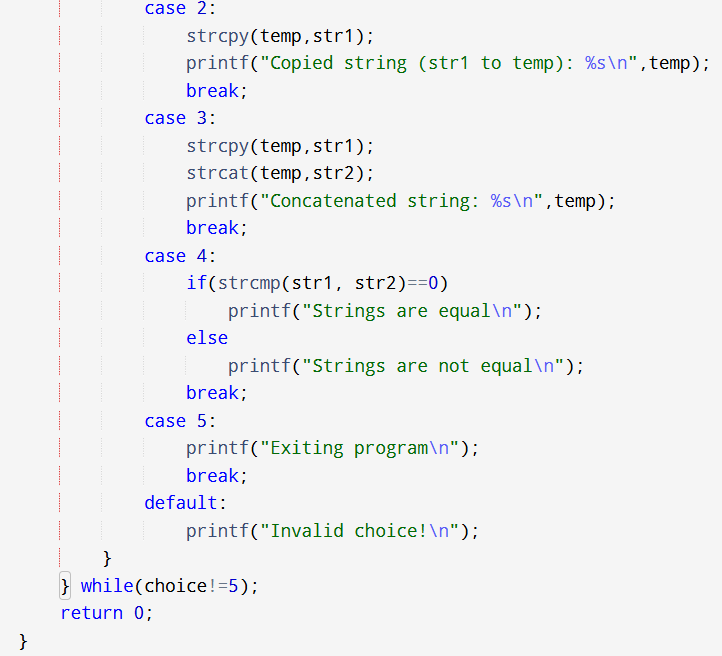 case 2:
strcpy(temp,str1);
printf("Copied string (str1 to temp): %s\n",temp);
break;
case 3:
strcpy(temp,str1);
strcat(temp,str2);
printf("Concatenated string: %s\n",temp);
break;
case 4:
if(strcmp(str1, str2)==0)
printf("Strings are equal\n");
else
printf("Strings are not equal\n");
break;
case 5:
printf("Exiting program\n");
break;
default:
printf("Invalid choice!\n");
}
} while(choice!=5);
return 0;
}